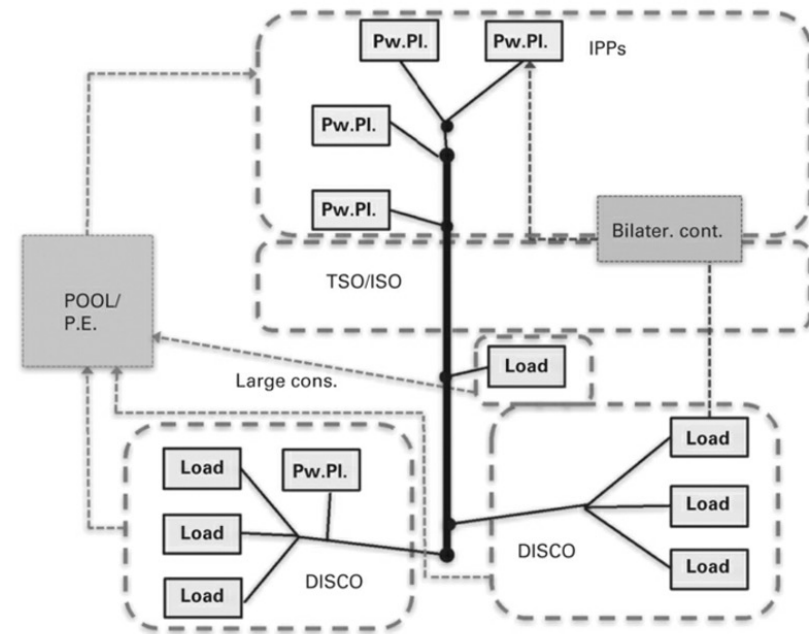 Pw.Pl.
Pw.Pl.
IPPs
Pw.Pl.
Pw.Pl.
Bilater. cont.
TSO/ISO
POOL/
P.E.
Load
Large cons.
Load
Load
Pw.Pl.
Load
Load
DISCO
DISCO
Load
Load
Load